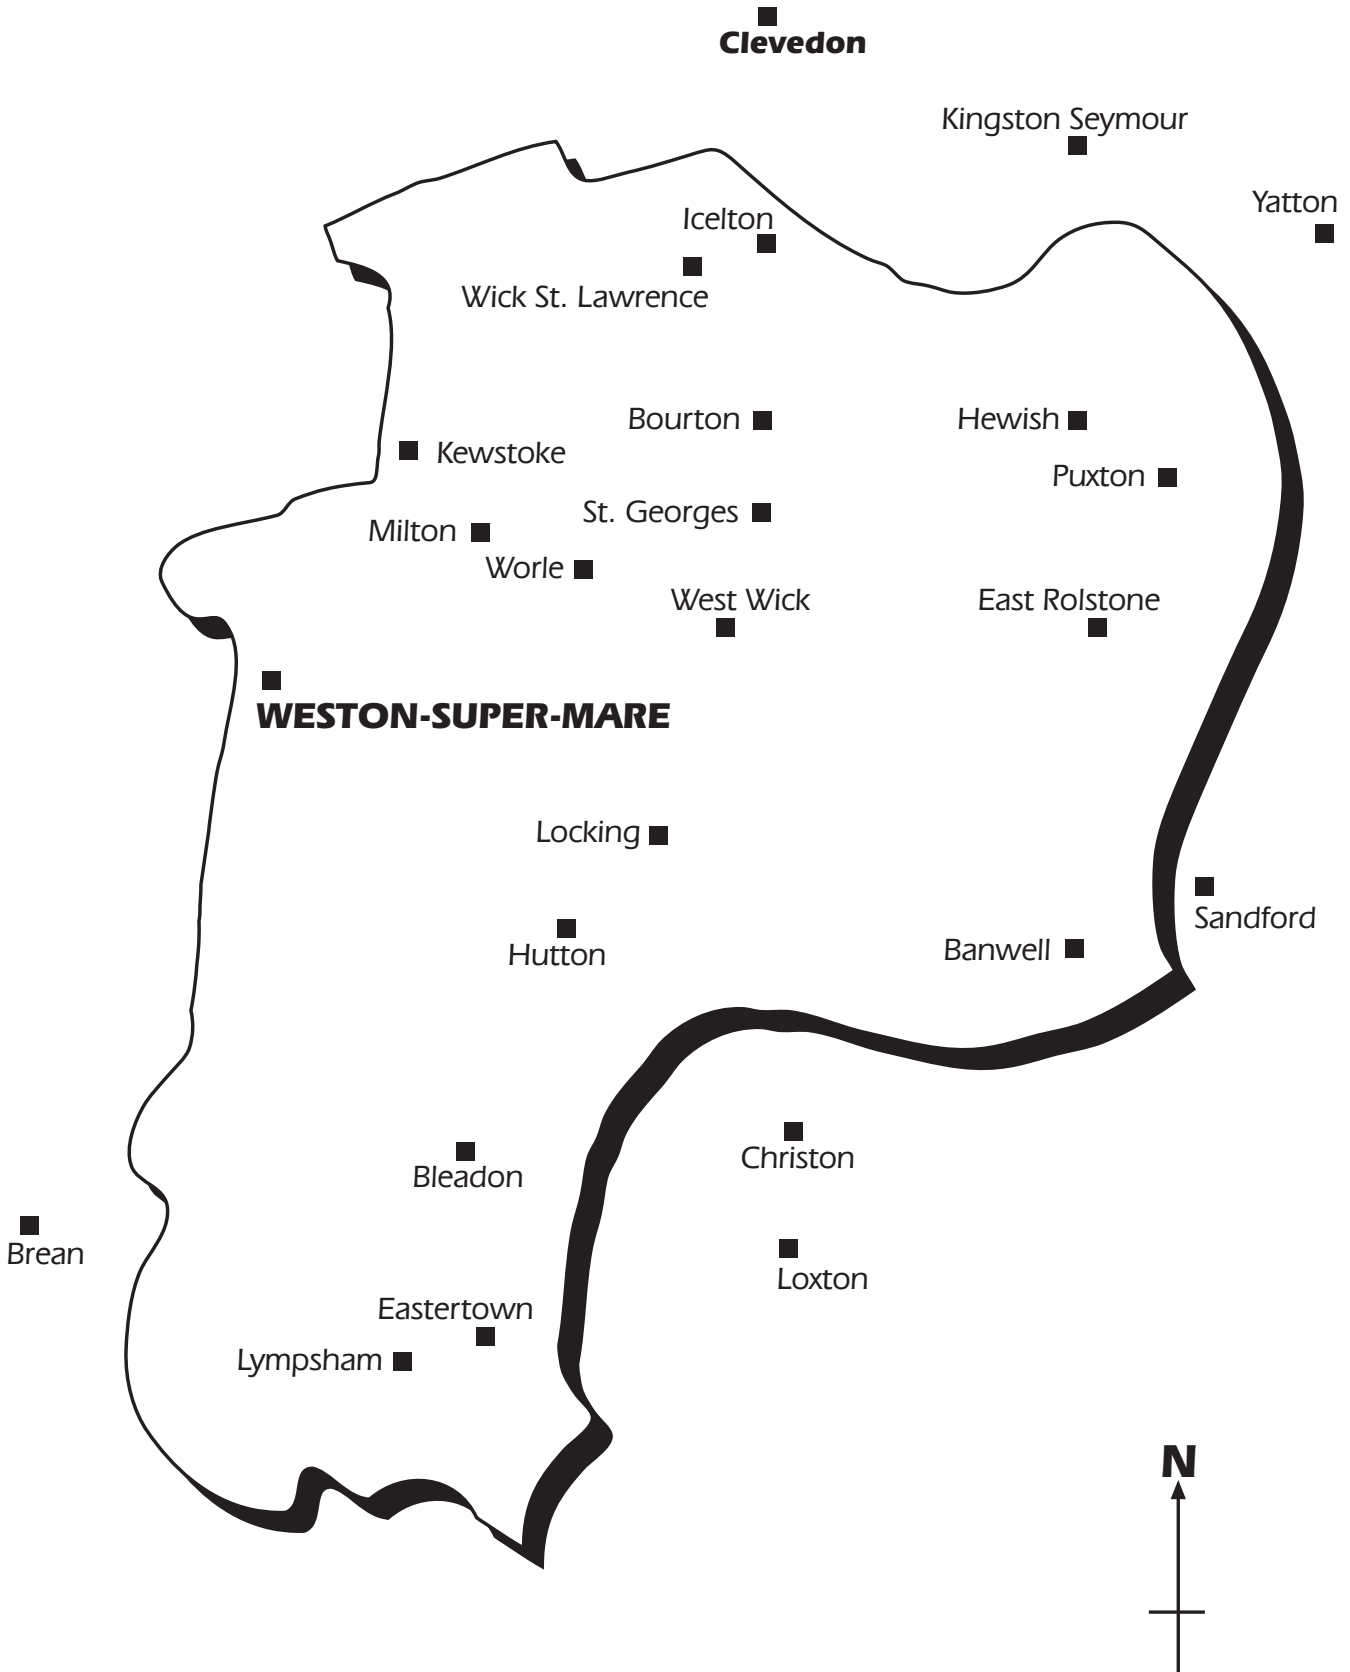 Clevedon
Kingston Seymour
Yatton
Icelton
Wick St. Lawrence
Bourton
Hewish
Kewstoke
Puxton
St. Georges
Milton
Worle
West Wick
East Rolstone
WESTON-SUPER-MARE
Locking
Sandford
Hutton
Banwell
Christon
Bleadon
Brean
Loxton
Eastertown
Lympsham
N